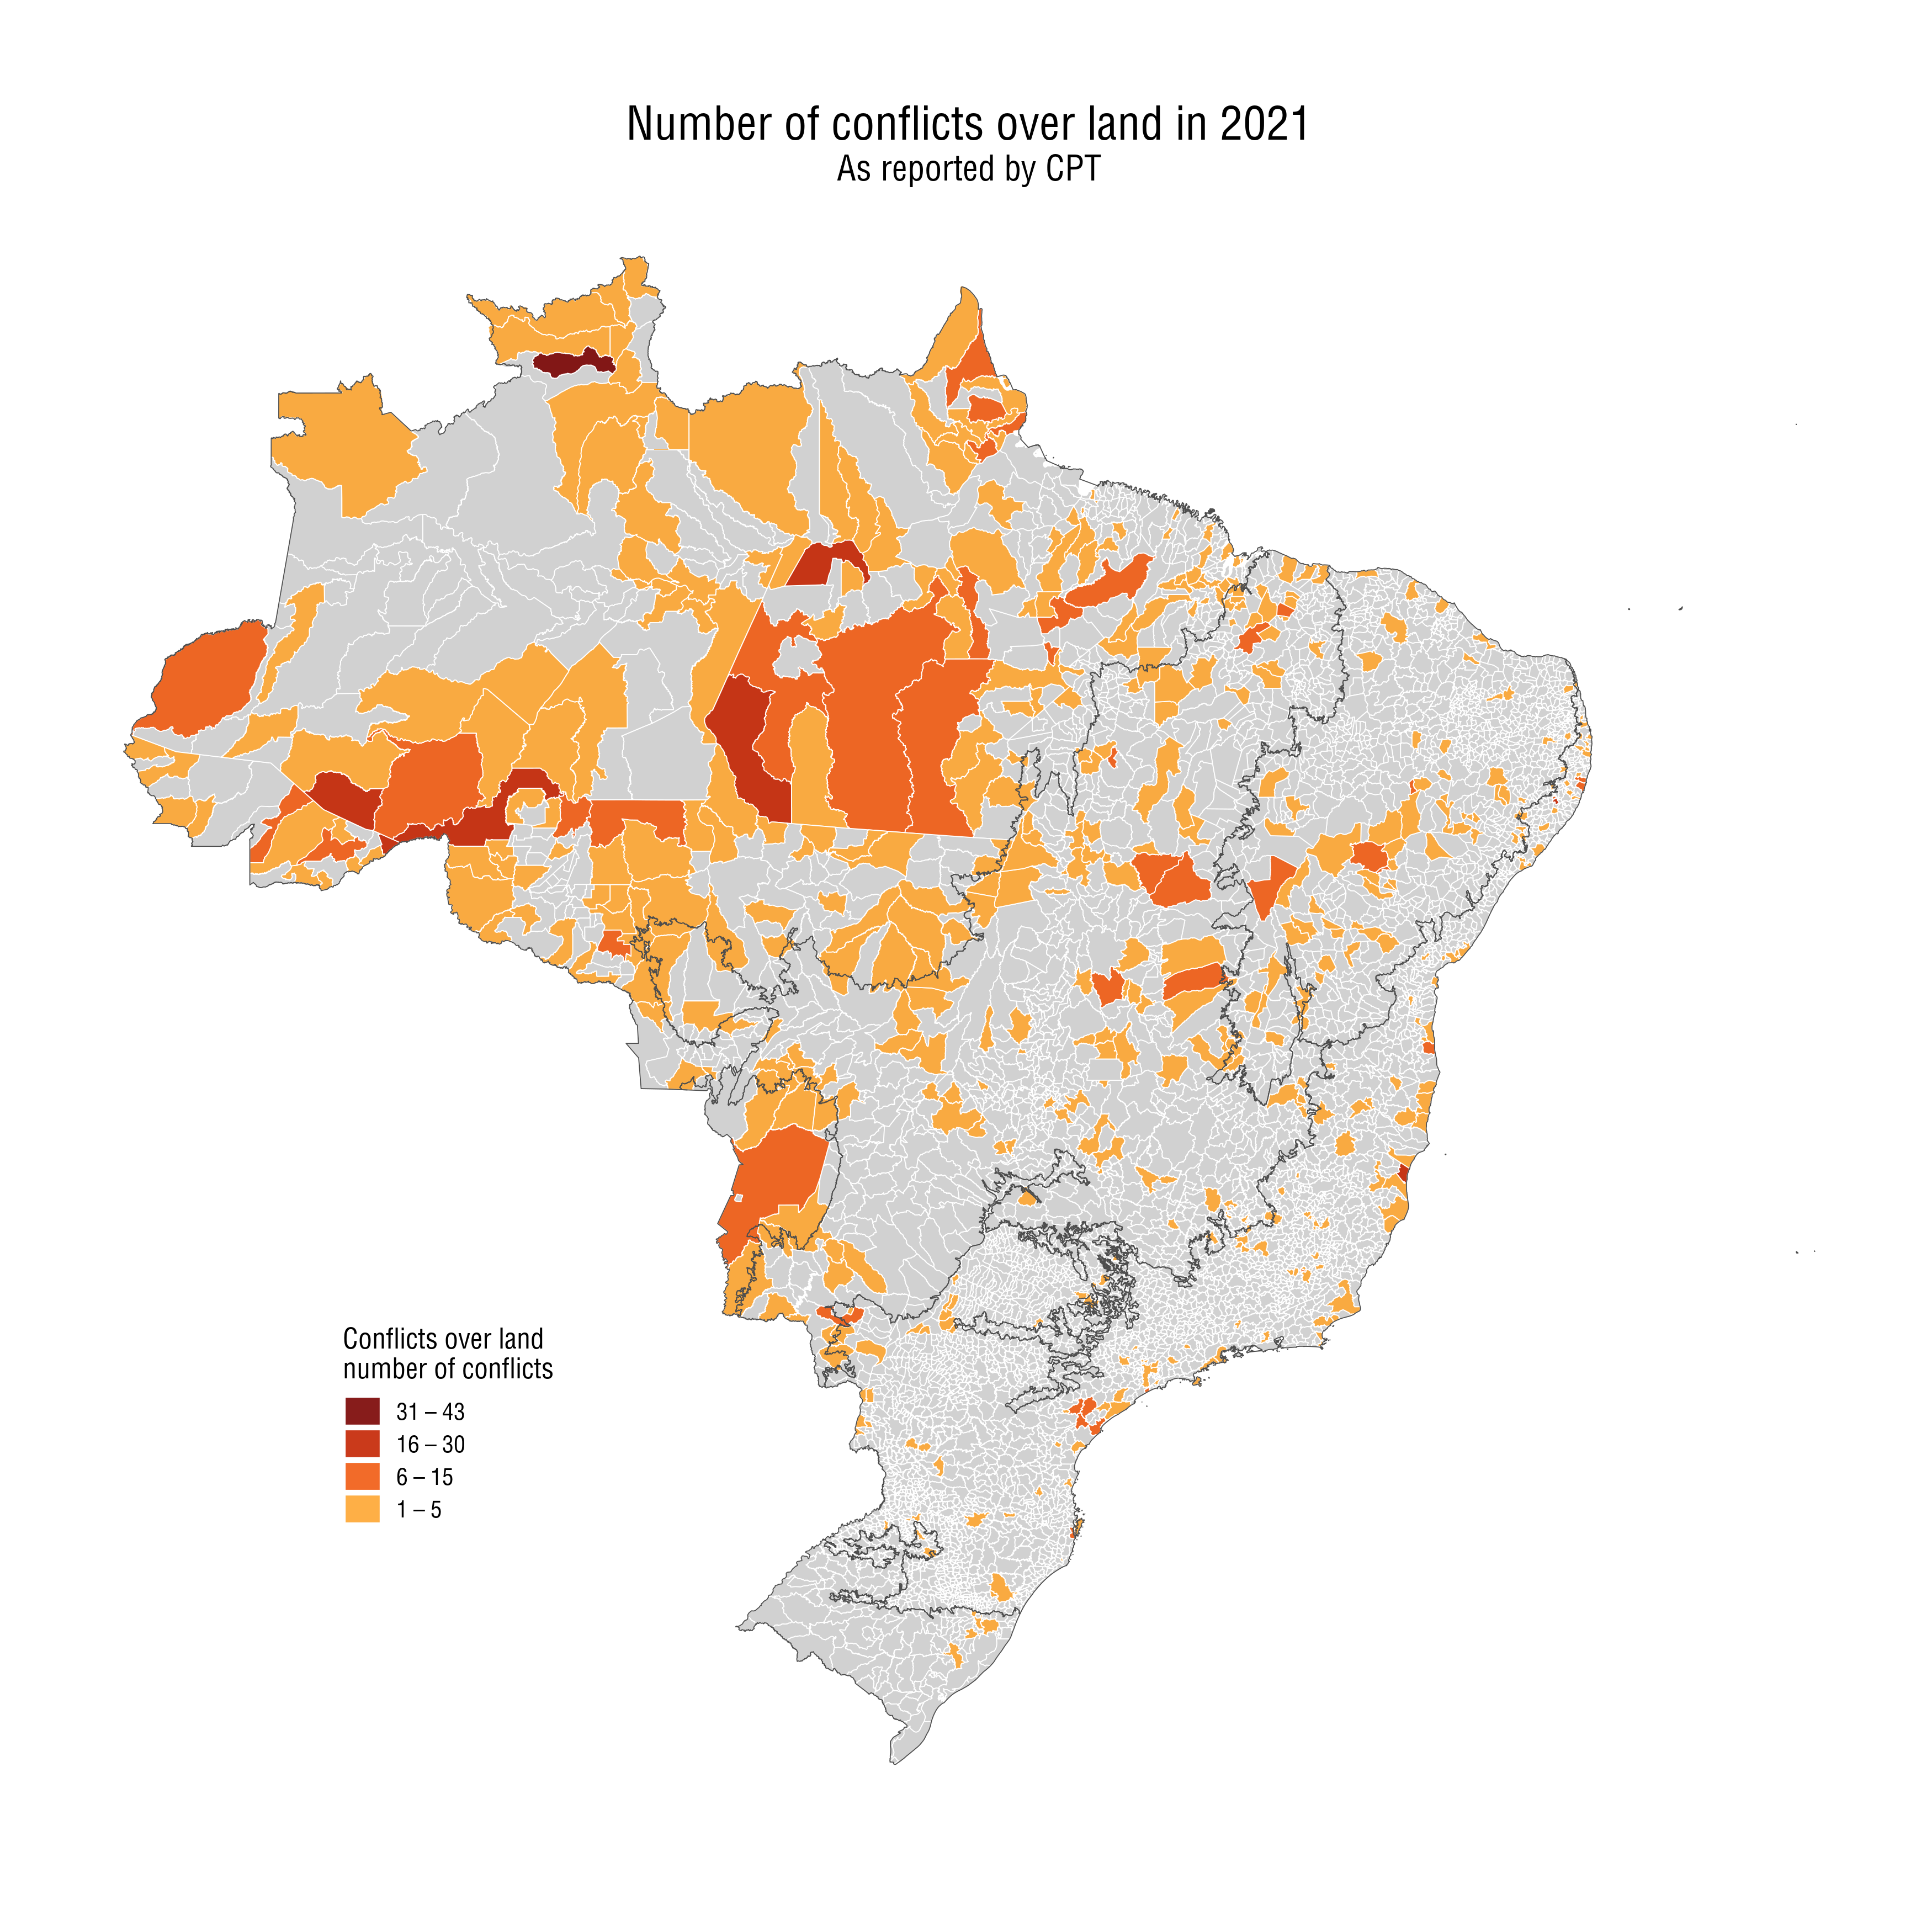 Number of conflicts over land in 2021
As reported by CPT
Conflicts over land
number of conflicts
31 – 43
16 – 30
6 – 15
1 – 5